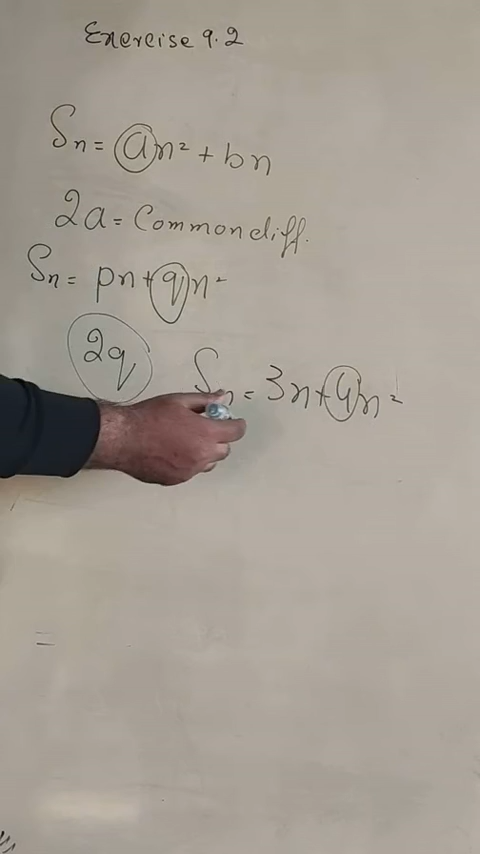 Exercise 9.2
Sn = an² + bn
2a = Common diff.
Sn = pn + qn²
2q
Sn = 3n + 4n²
=